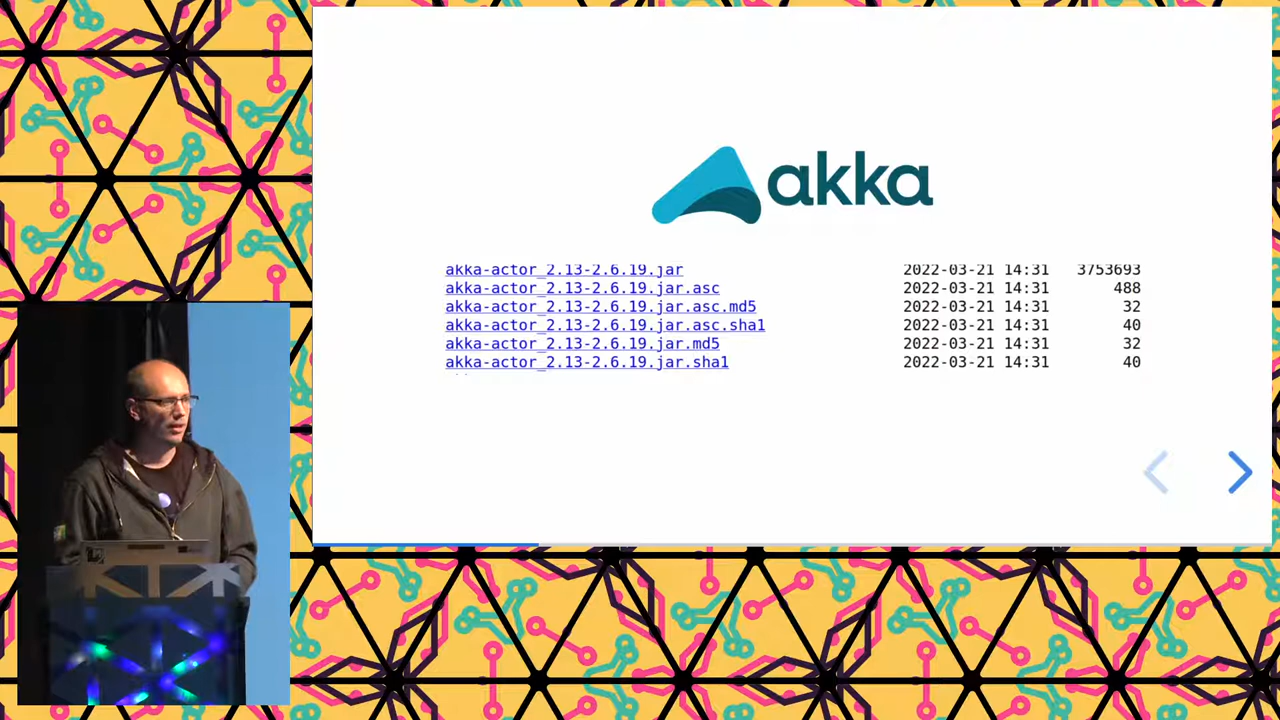 akka
akka-actor_2.13-2.6.19.jar 2022-03-21 14:31 3753693
akka-actor_2.13-2.6.19.jar.asc 2022-03-21 14:31 488
akka-actor_2.13-2.6.19.jar.asc.md5 2022-03-21 14:31 32
akka-actor_2.13-2.6.19.jar.asc.sha1 2022-03-21 14:31 40
akka-actor_2.13-2.6.19.jar.md5 2022-03-21 14:31 32
akka-actor_2.13-2.6.19.jar.sha1 2022-03-21 14:31 40